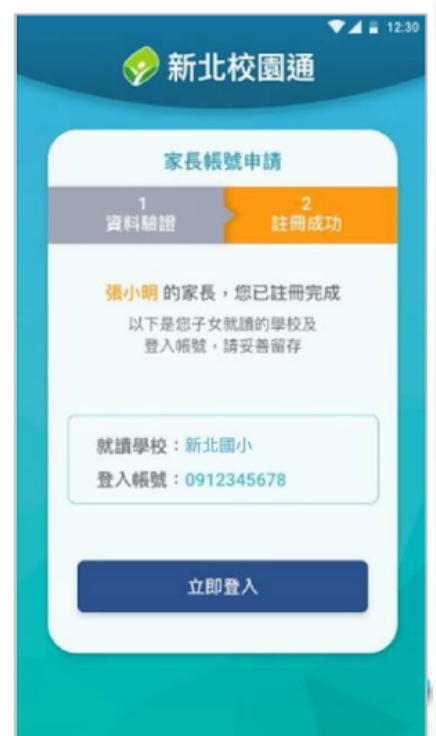 12:30
新北校園通
家長帳號申請
1
資料驗證
2
註冊成功
張小明 的家長，您已註冊完成
以下是您子女就讀的學校及
登入帳號，請妥善留存
就讀學校：新北國小
登入帳號：0912345678
立即登入